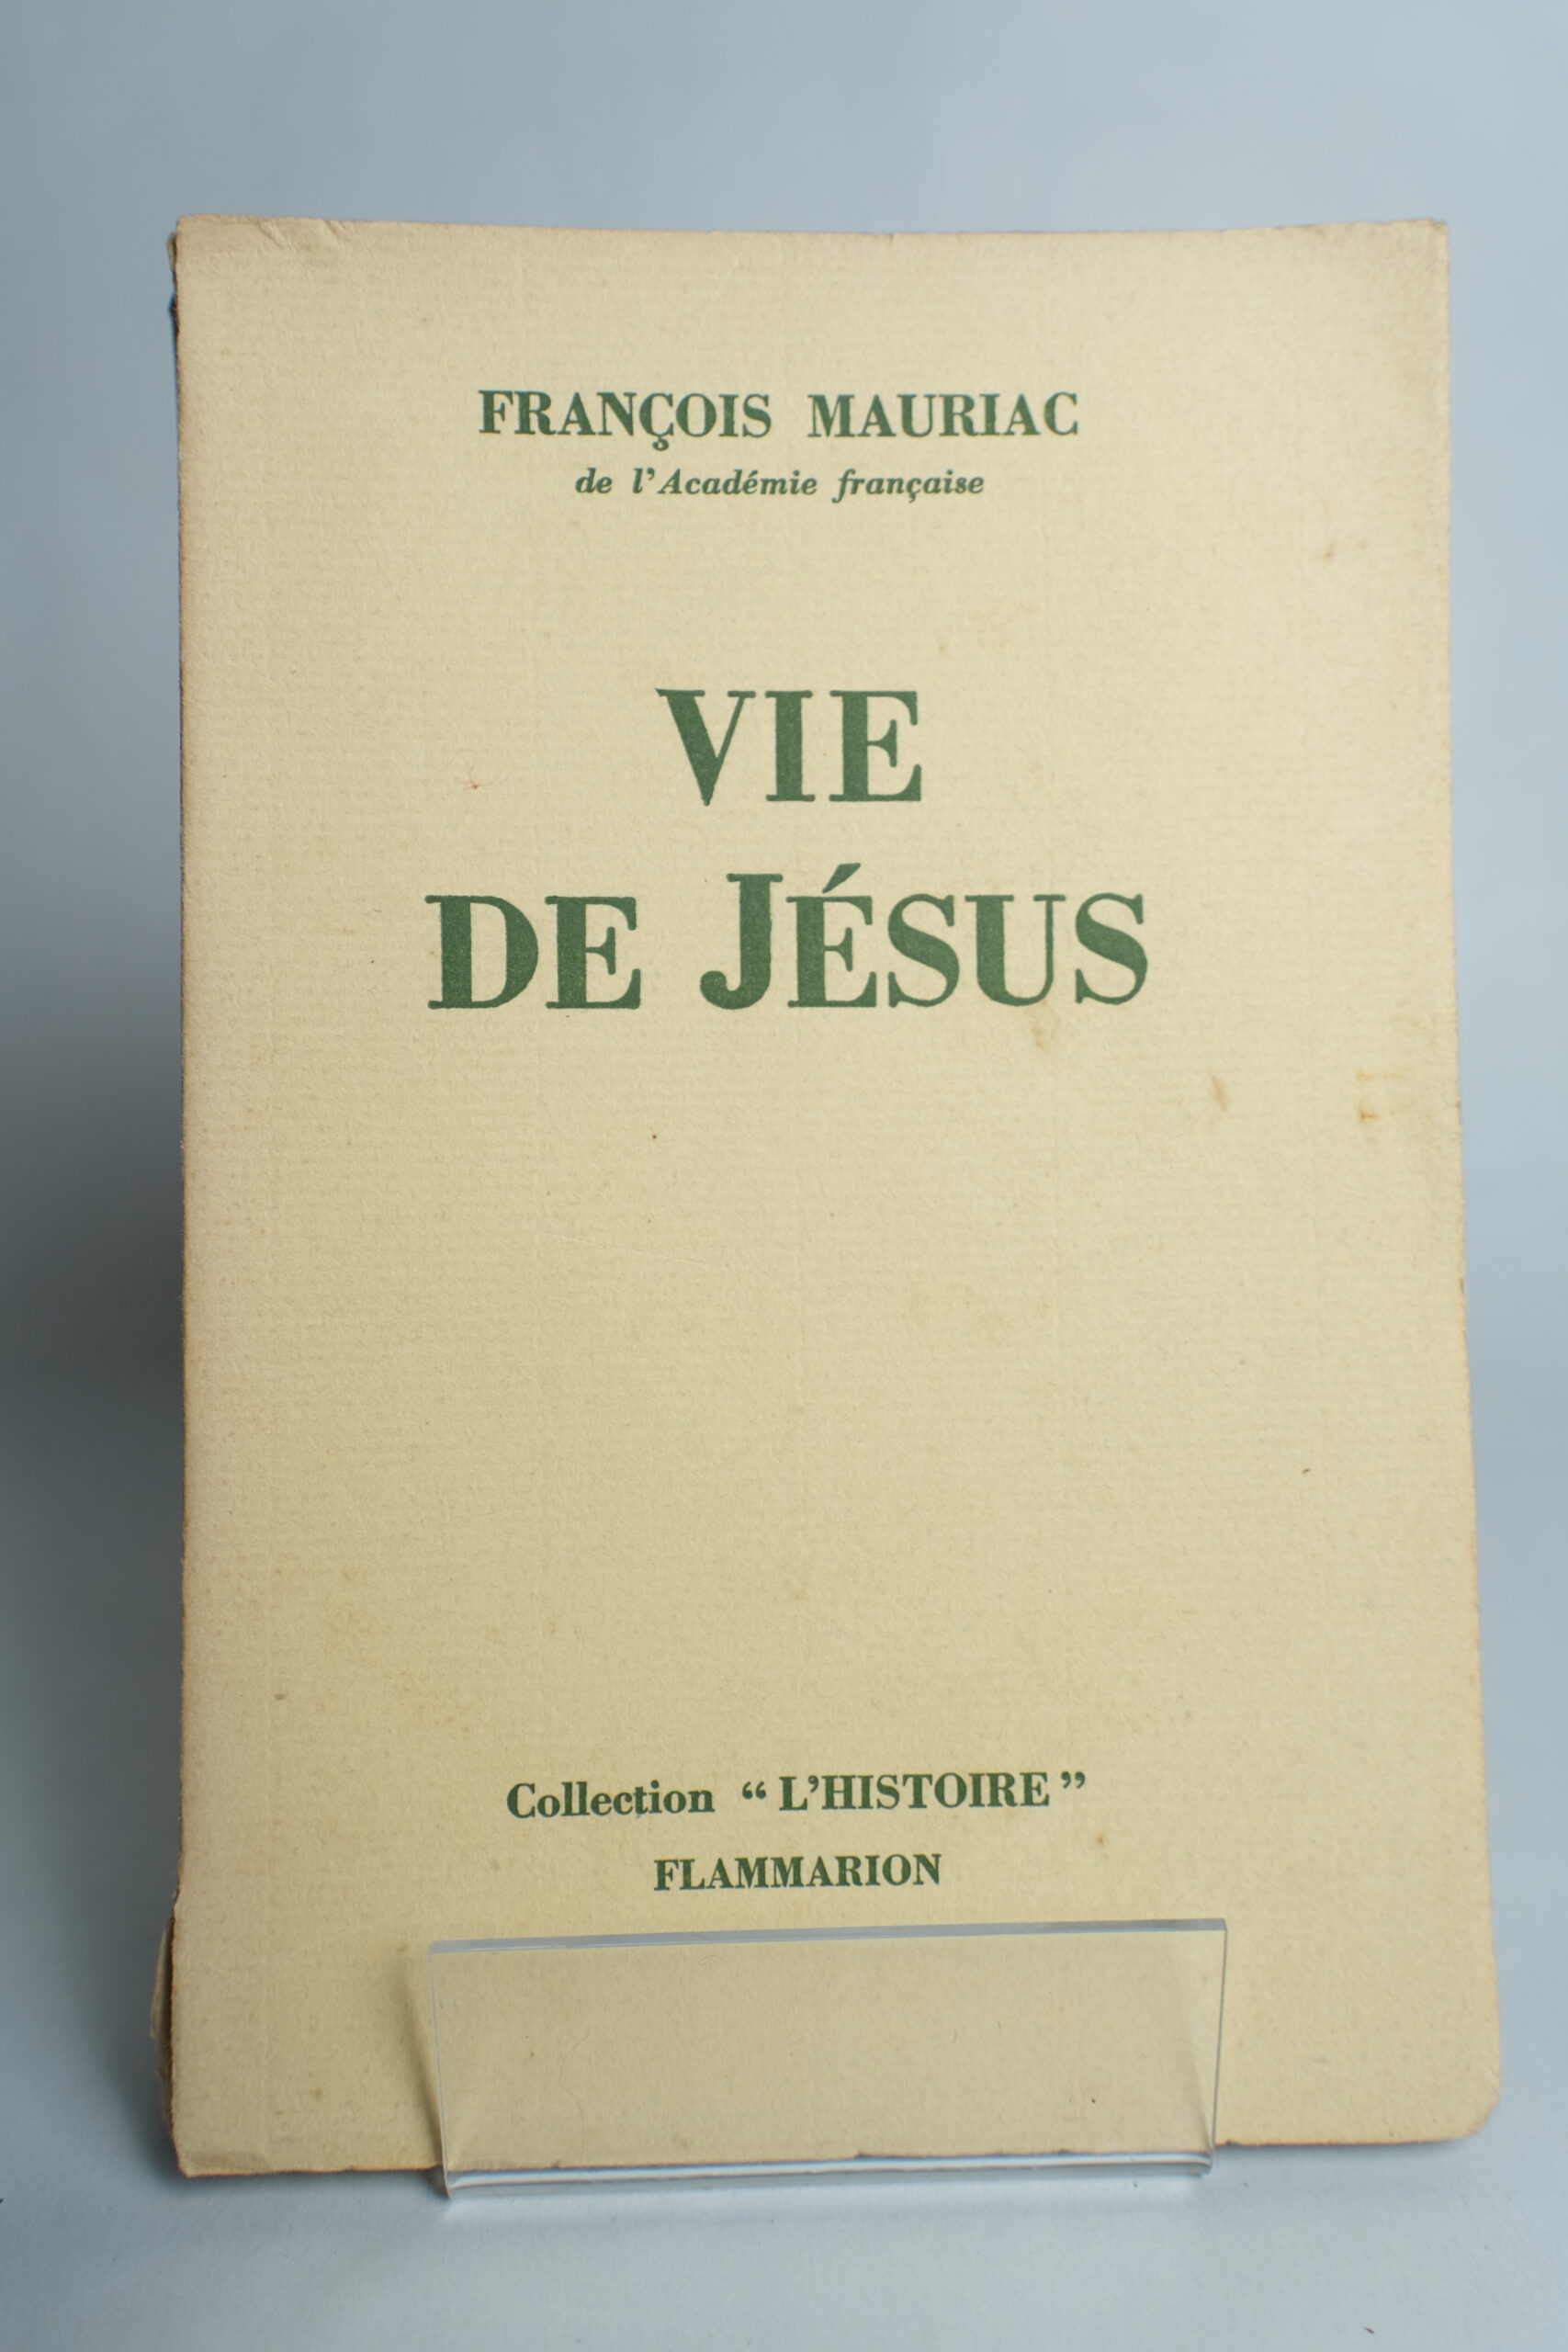 FRANÇOIS MAURIAC
de l'Académie française
VIE
DE JÉSUS
Collection “ L'HISTOIRE ”
FLAMMARION